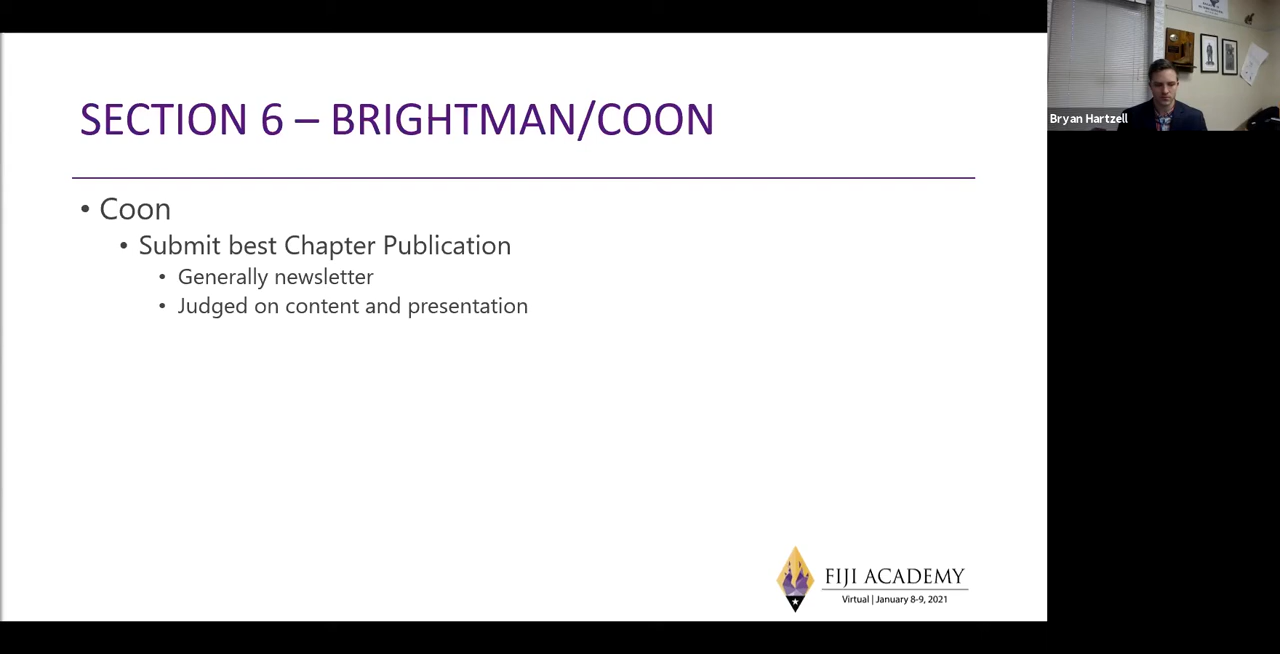 SECTION 6 – BRIGHTMAN/COON
• Coon
• Submit best Chapter Publication
• Generally newsletter
• Judged on content and presentation
FIJI ACADEMY
Virtual | January 8-9, 2021
Bryan Hartzell